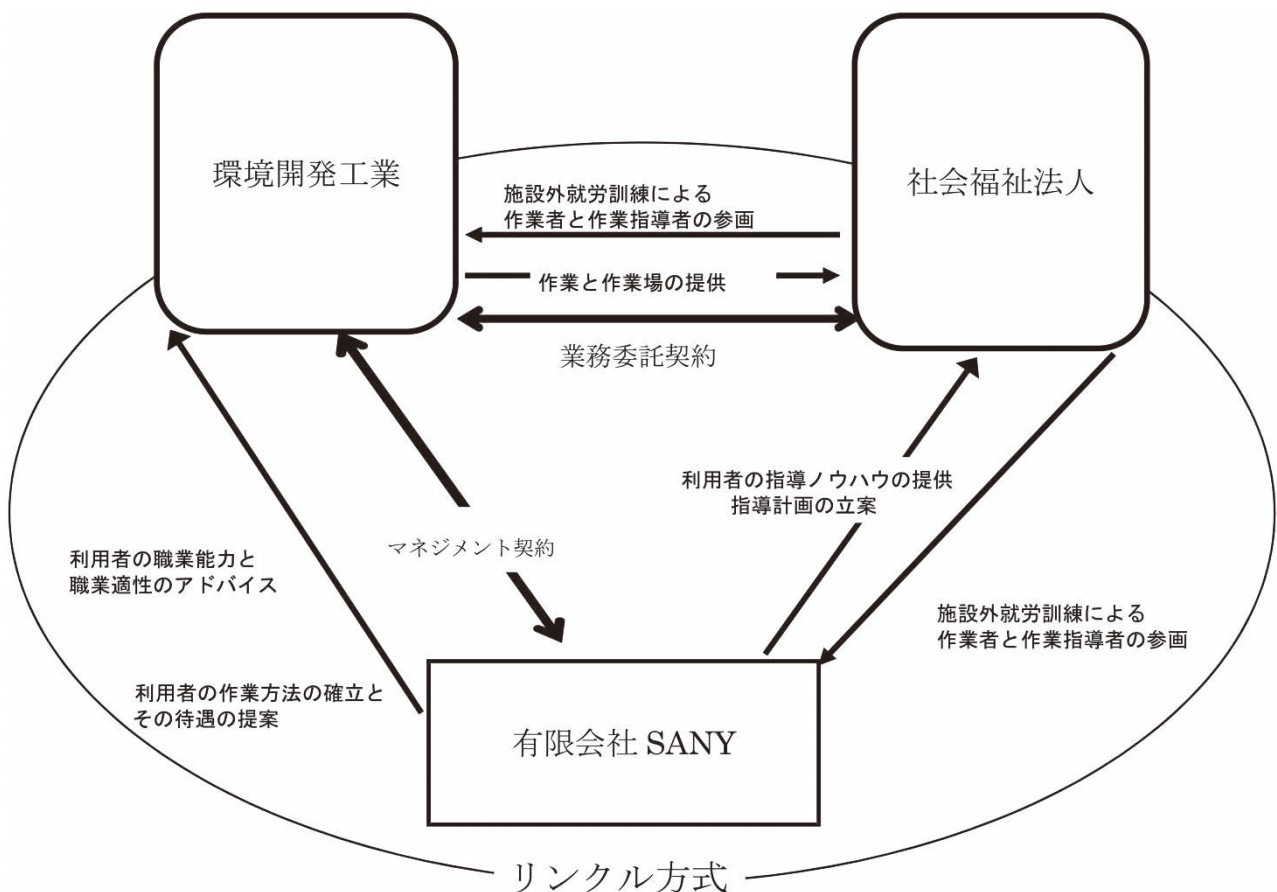 環境開発工業
社会福祉法人
施設外就労訓練による
作業者と作業指導者の参画
作業と作業場の提供
業務委託契約
利用者の指導ノウハウの提供
指導計画の立案
マネジメント契約
利用者の職業能力と
職業適性のアドバイス
施設外就労訓練による
作業者と作業指導者の参画
利用者の作業方法の確立と
その待遇の提案
有限会社 SANY
リンクル方式